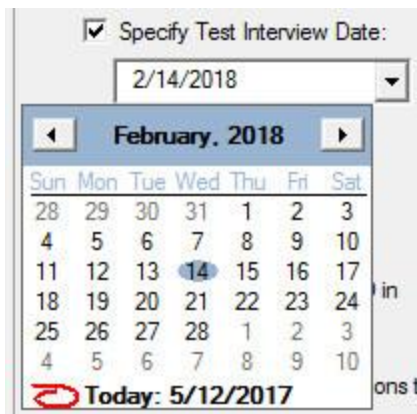 Specify Test Interview Date:
2/14/2018
February, 2018
Sun Mon Tue Wed Thu Fri Sat
28 29 30 31 1 2 3
4 5 6 7 8 9 10
11 12 13 14 15 16 17
18 19 20 21 22 23 24 in
25 26 27 28 1 2 3
4 5 6 7 8 9 10
Today: 5/12/2017 ons